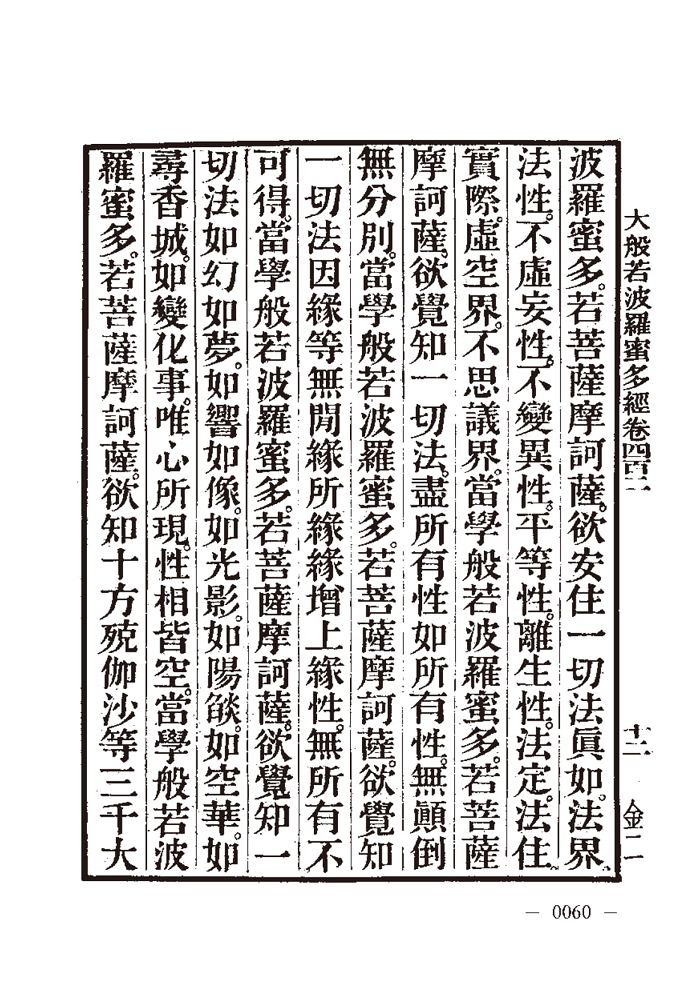 大般若波羅蜜多經卷四百二
十二
金二
波羅蜜多。若菩薩摩訶薩。欲安住一切法眞如。法界
法性。不虛妄性。不變異性。平等性。離生性。法定。法住
實際。虛空界。不思議界。當學般若波羅蜜多。若菩薩
摩訶薩。欲覺知一切法。盡所有性如所有性。無顚倒
無分別。當學般若波羅蜜多。若菩薩摩訶薩。欲覺知
一切法因緣等無閒緣所緣緣增上緣性。無所有不
可得。當學般若波羅蜜多。若菩薩摩訶薩。欲覺知一
切法如幻如夢。如響如像。如光影。如陽燄。如空華。如
尋香城。如變化事。唯心所現。性相皆空。當學般若波
羅蜜多。若菩薩摩訶薩。欲知十方殑伽沙等三千大
— 0060 —